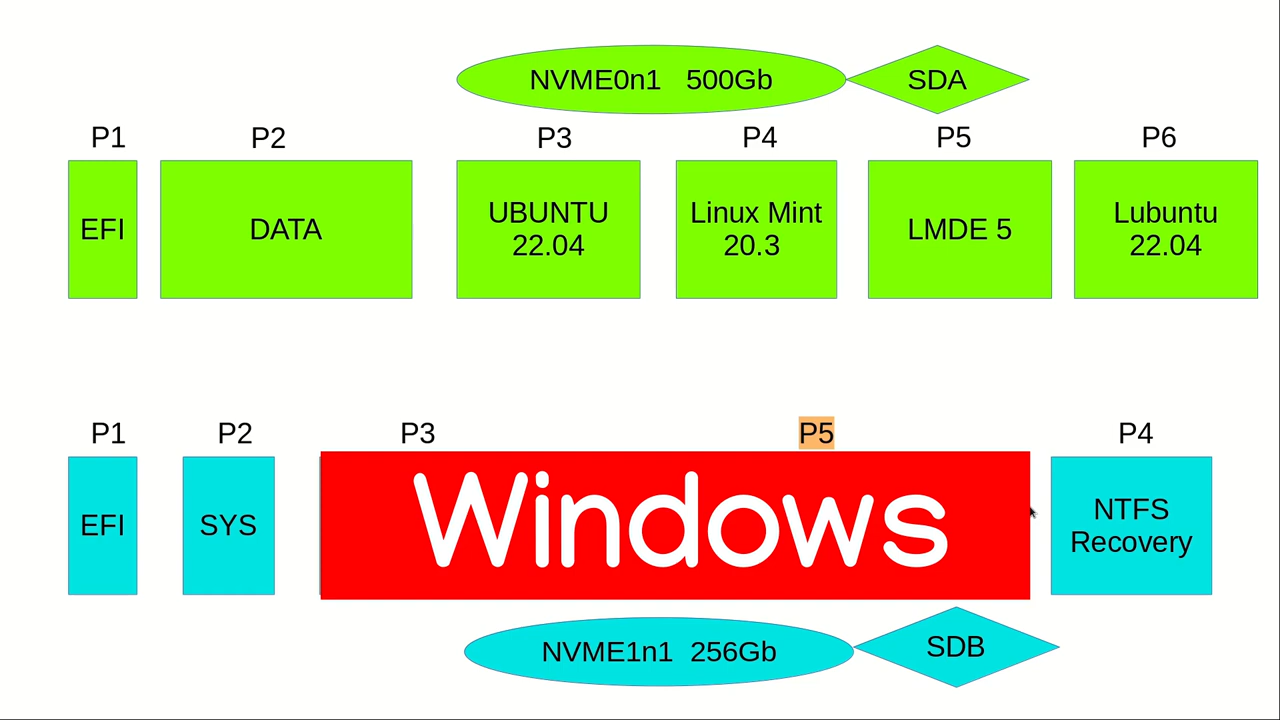 NVME0n1 500Gb SDA
P1 P2 P3 P4 P5 P6
EFI
DATA
UBUNTU
22.04
Linux Mint
20.3
LMDE 5
Lubuntu
22.04
P1 P2 P3 P5 P4
EFI
SYS
Windows
NTFS
Recovery
NVME1n1 256Gb SDB